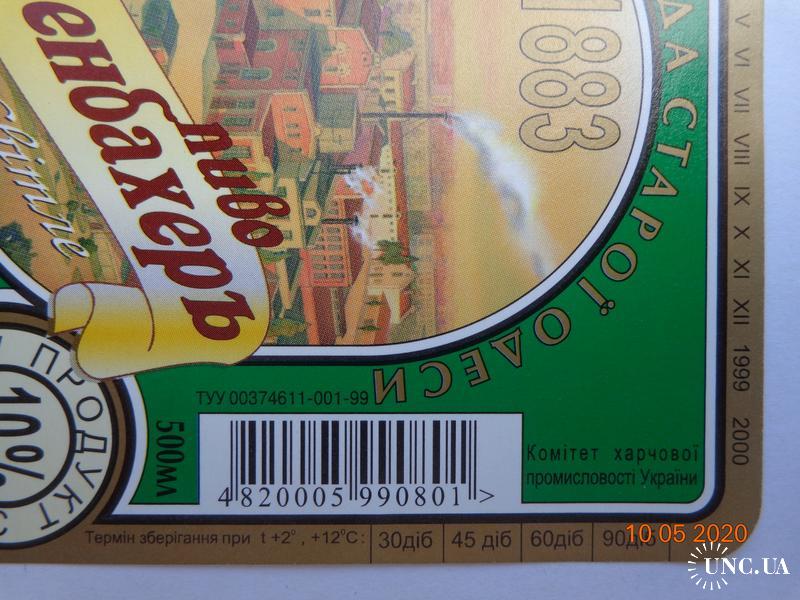 енбахеръ
пиво
світле
1883
ДА СТАРОЇ ОДЕСИ
V VI VII VIII IX X XI XII 1999 2000
ПРОДУКТ
10%
500мл
ТУУ 00374611-001-99
4 820005 990801 >
Комітет харчової
промисловості України
Термін зберігання при t +2°, +12°С: 30діб 45 діб 60діб 90діб
10 05 2020
UNC.UA